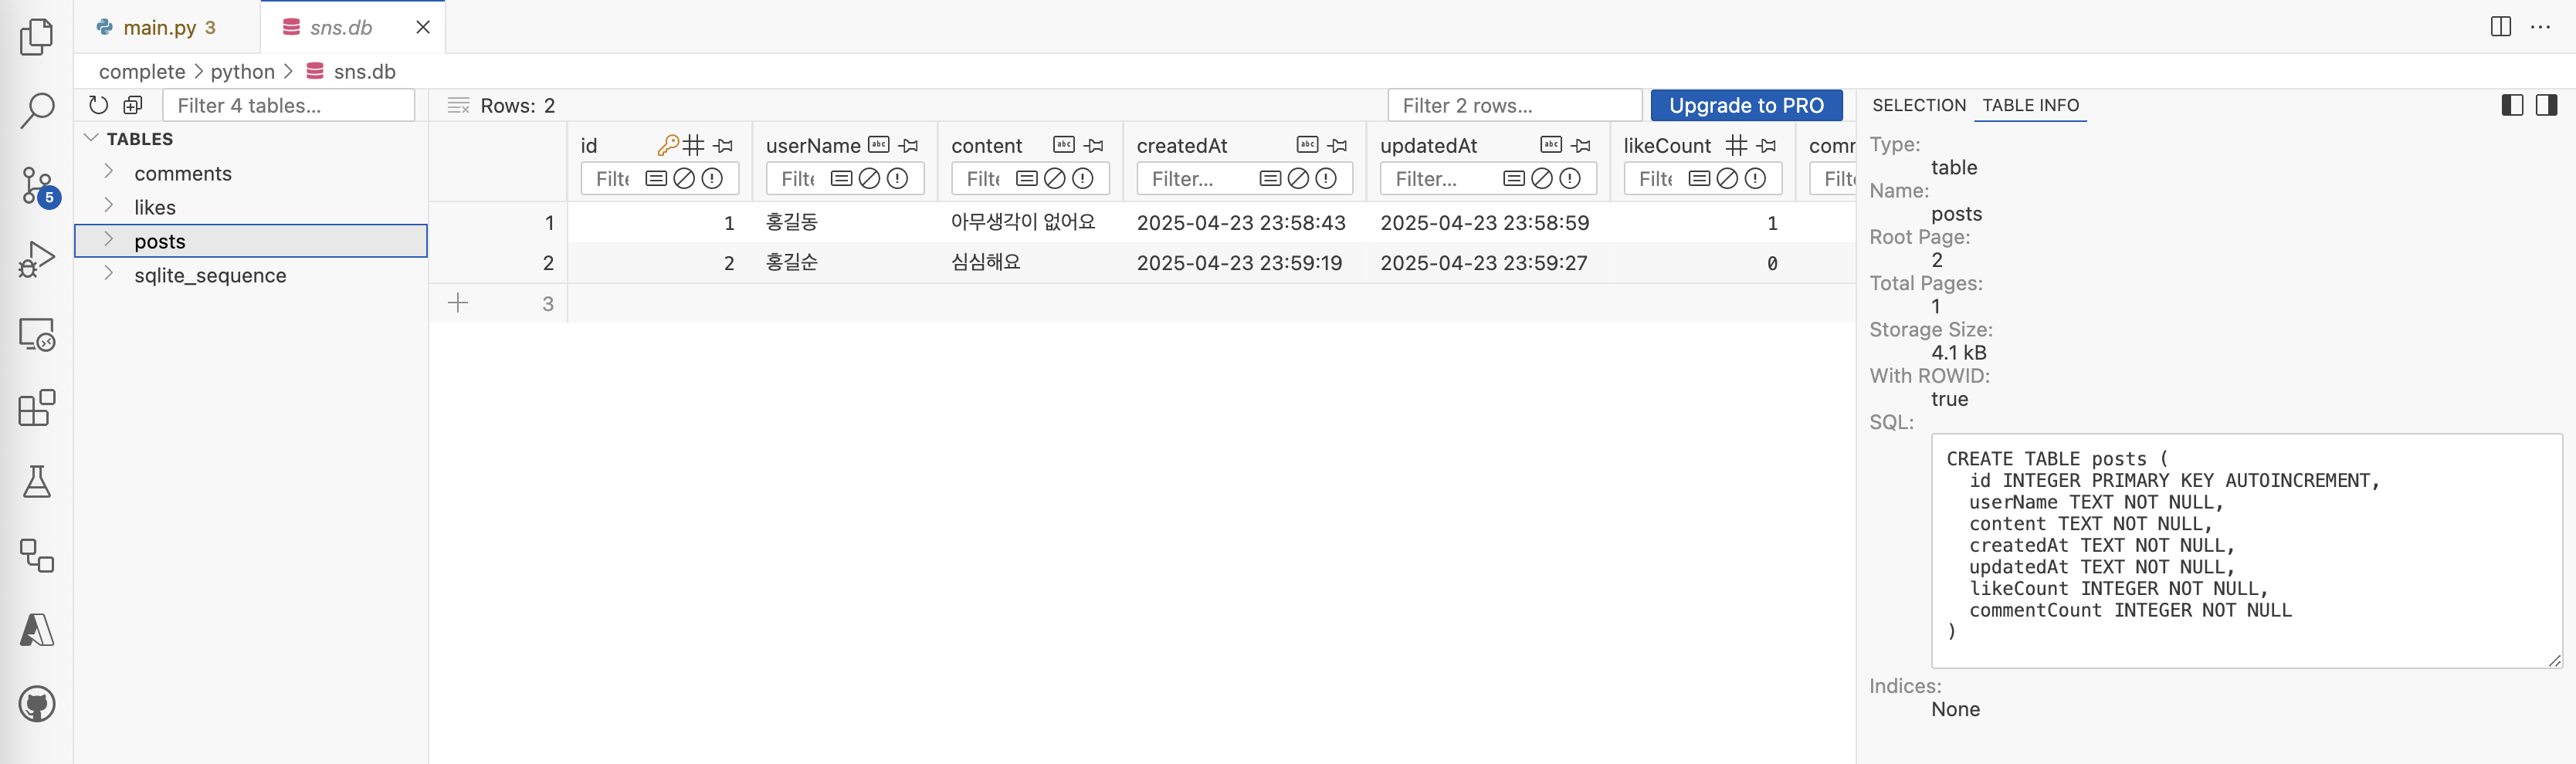 main.py 3
sns.db
complete > python > sns.db
Filter 4 tables...
Rows: 2
Filter 2 rows...
Upgrade to PRO
SELECTION
TABLE INFO
TABLES
comments
likes
posts
sqlite_sequence
5
id userName content createdAt updatedAt likeCount comm
Filte Filte Filte Filter... Filter... Filte Filte
1 1 홍길동 아무생각이 없어요 2025-04-23 23:58:43 2025-04-23 23:58:59 1
2 2 홍길순 심심해요 2025-04-23 23:59:19 2025-04-23 23:59:27 0
3
Type:
table
Name:
posts
Root Page:
2
Total Pages:
1
Storage Size:
4.1 kB
With ROWID:
true
SQL:
CREATE TABLE posts (
id INTEGER PRIMARY KEY AUTOINCREMENT,
userName TEXT NOT NULL,
content TEXT NOT NULL,
createdAt TEXT NOT NULL,
updatedAt TEXT NOT NULL,
likeCount INTEGER NOT NULL,
commentCount INTEGER NOT NULL
)
Indices:
None